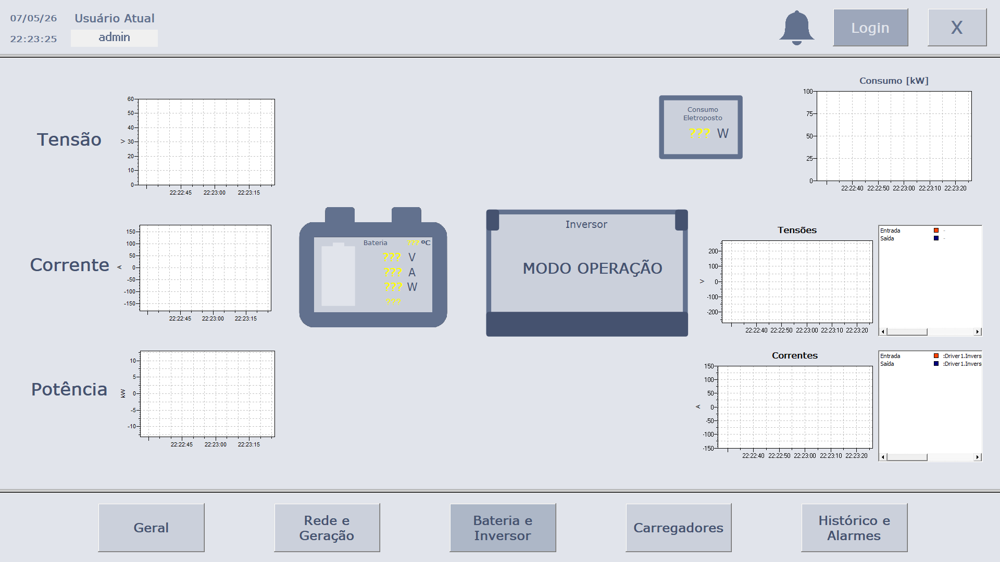 07/05/26
Usuário Atual
22:23:25
admin
Login
X
Tensão
60
50
40
V
30
20
10
0
22:22:45 22:23:00 22:23:15
Corrente
150
100
50
A
0
-50
-100
-150
22:22:45 22:23:00 22:23:15
Potência
10
5
kW
0
-5
-10
22:22:45 22:23:00 22:23:15
Bateria ??? ºC
??? V
??? A
??? W
???
Inversor
MODO OPERAÇÃO
Consumo
Eletroposto
??? W
Consumo [kW]
100
75
50
25
0
22:22:40 22:22:50 22:23:00 22:23:10 22:23:20
Tensões
200
100
V
0
-100
-200
22:22:40 22:22:50 22:23:00 22:23:10 22:23:20
Entrada -
Saída -
Correntes
150
100
50
A
0
-50
-100
-150
22:22:40 22:22:50 22:23:00 22:23:10 22:23:20
Entrada :Driver1.Invers
Saída :Driver1.Invers
Geral
Rede e
Geração
Bateria e
Inversor
Carregadores
Histórico e
Alarmes